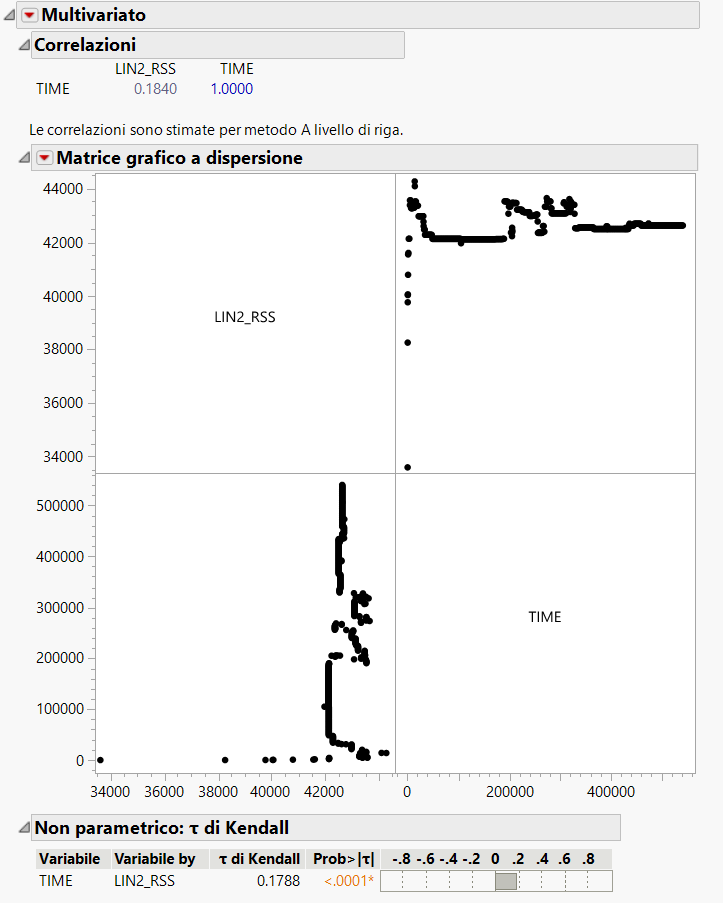 Multivariato
Correlazioni
LIN2_RSS TIME
TIME 0.1840 1.0000
Le correlazioni sono stimate per metodo A livello di riga.
Matrice grafico a dispersione
44000
42000
40000
38000
36000
34000
LIN2_RSS
500000
400000
300000
200000
100000
0
TIME
34000 36000 38000 40000 42000 0 200000 400000
Non parametrico: τ di Kendall
Variabile Variabile by τ di Kendall Prob>|τ| -.8 -.6 -.4 -.2 0 .2 .4 .6 .8
TIME LIN2_RSS 0.1788 <.0001*